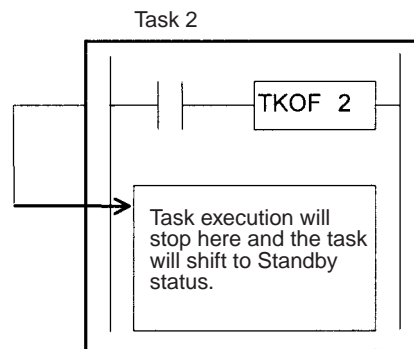 Task 2
TKOF 2
Task execution will
stop here and the task
will shift to Standby
status.